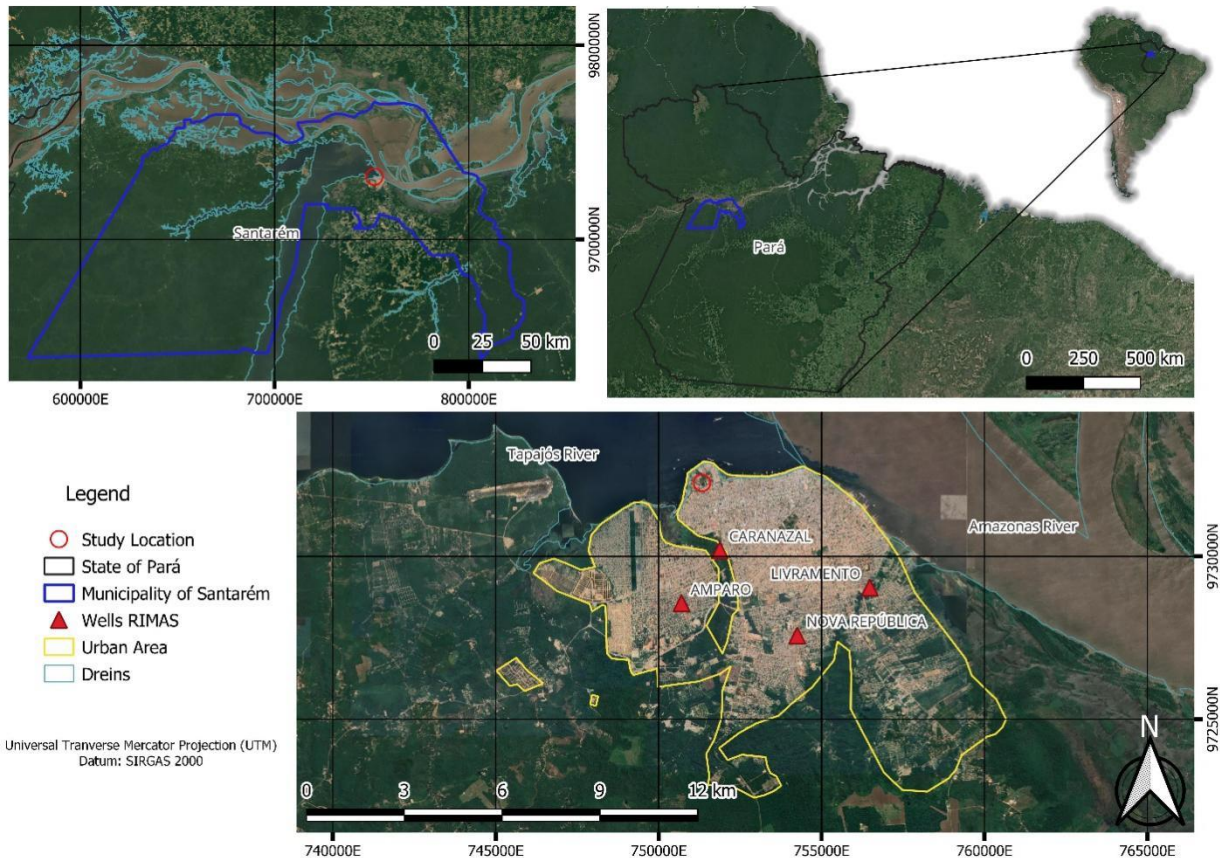 9800000N
9700000N
Santarém
0 25 50 km
600000E 700000E 800000E
Pará
0 250 500 km
Legend
Study Location
State of Pará
Municipality of Santarém
Wells RIMAS
Urban Area
Dreins
Universal Tranverse Mercator Projection (UTM)
Datum: SIRGAS 2000
Tapajós River
Amazonas River
CARANAZAL
LIVRAMENTO
AMPARO
NOVA REPÚBLICA
9730000N
9725000N
N
0 3 6 9 12 km
740000E 745000E 750000E 755000E 760000E 765000E